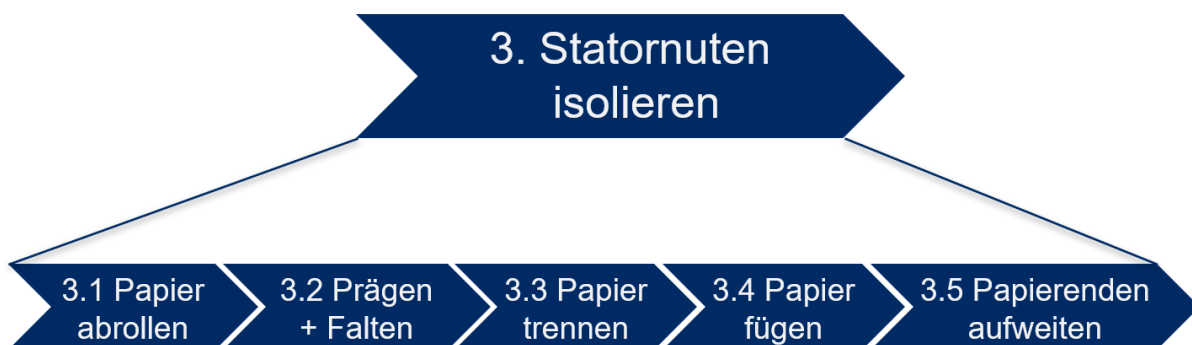 3. Statornuten
isolieren
3.1 Papier
abrollen
3.2 Prägen
+ Falten
3.3 Papier
trennen
3.4 Papier
fügen
3.5 Papierenden
aufweiten